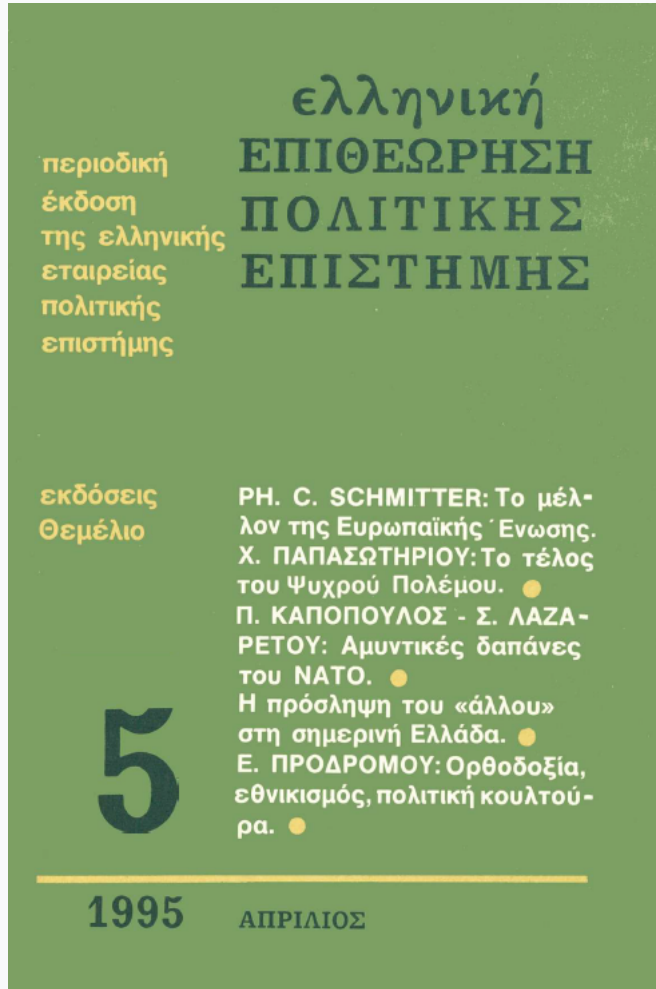 ελληνική
ΕΠΙΘΕΩΡΗΣΗ
ΠΟΛΙΤΙΚΗΣ
ΕΠΙΣΤΗΜΗΣ
περιοδική
έκδοση
της ελληνικής
εταιρείας
πολιτικής
επιστήμης
εκδόσεις
Θεμέλιο
PH. C. SCHMITTER: Το μέλ-
λον της Ευρωπαϊκής Ένωσης.
Χ. ΠΑΠΑΣΩΤΗΡΙΟΥ: Το τέλος
του Ψυχρού Πολέμου.
Π. ΚΑΠΟΠΟΥΛΟΣ - Σ. ΛΑΖΑ-
ΡΕΤΟΥ: Αμυντικές δαπάνες
του ΝΑΤΟ.
Η πρόσληψη του «άλλου»
στη σημερινή Ελλάδα.
Ε. ΠΡΟΔΡΟΜΟΥ: Ορθοδοξία,
εθνικισμός, πολιτική κουλτού-
ρα.
5
1995 ΑΠΡΙΛΙΟΣ